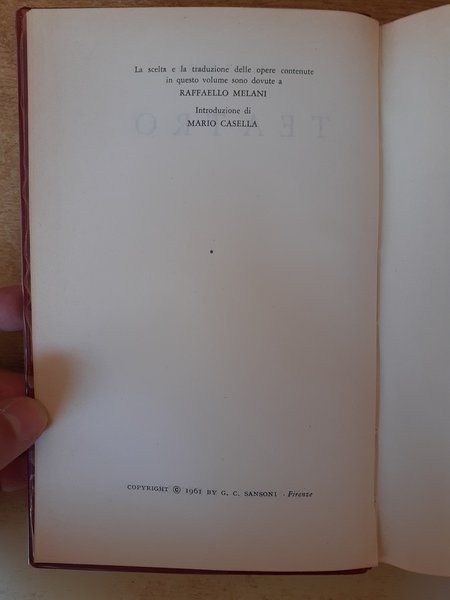 La scelta e la traduzione delle opere contenute
in questo volume sono dovute a
RAFFAELLO MELANI
Introduzione di
MARIO CASELLA
TEATRO
*
COPYRIGHT © 1961 BY G. C. SANSONI - Firenze